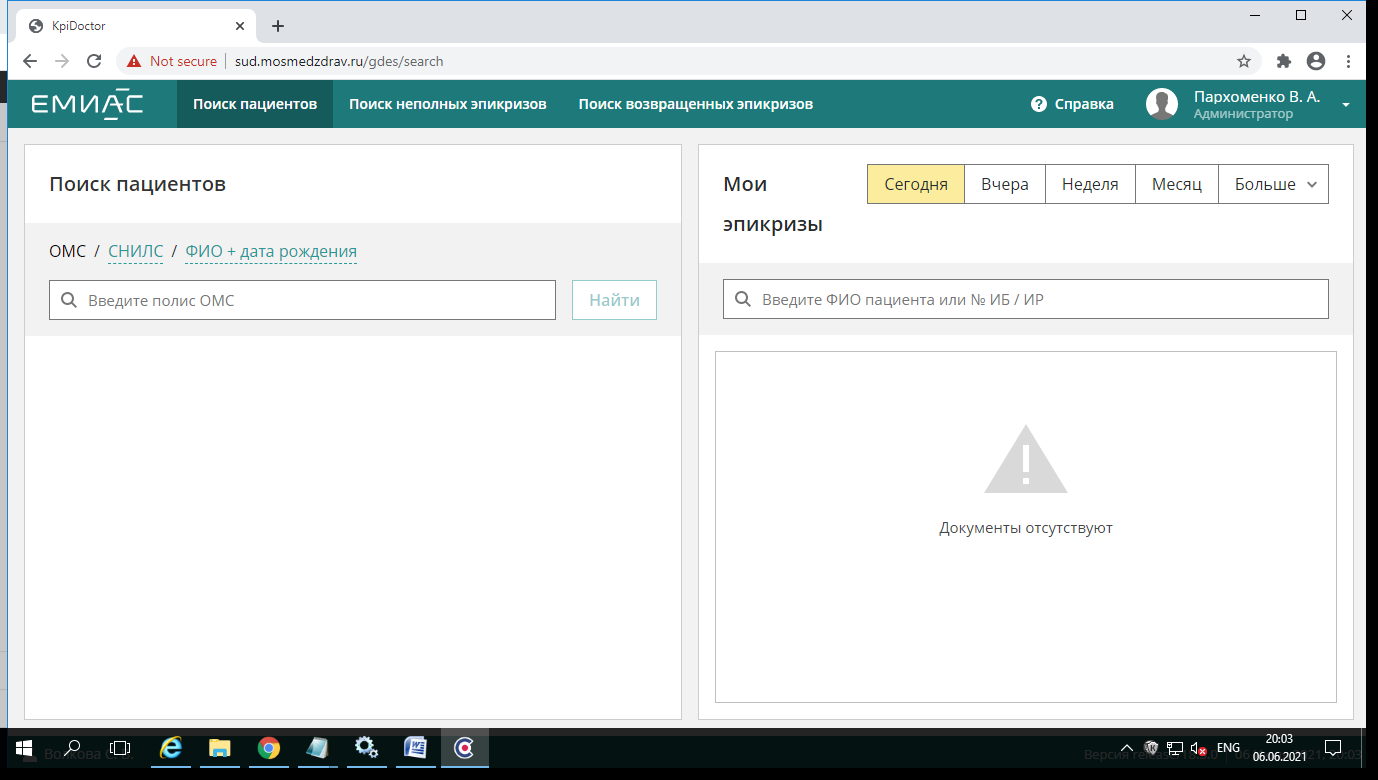 KpiDoctor
Not secure | sud.mosmedzdrav.ru/gdes/search
ЕМИАС Поиск пациентов Поиск неполных эпикризов Поиск возвращенных эпикризов ? Справка Пархоменко В. А.
Администратор
Поиск пациентов
Мои
эпикризы
Сегодня Вчера Неделя Месяц Больше
ОМС / СНИЛС / ФИО + дата рождения
Введите полис ОМС Найти
Введите ФИО пациента или № ИБ / ИР
Документы отсутствуют
ENG
20:03
06.06.2021